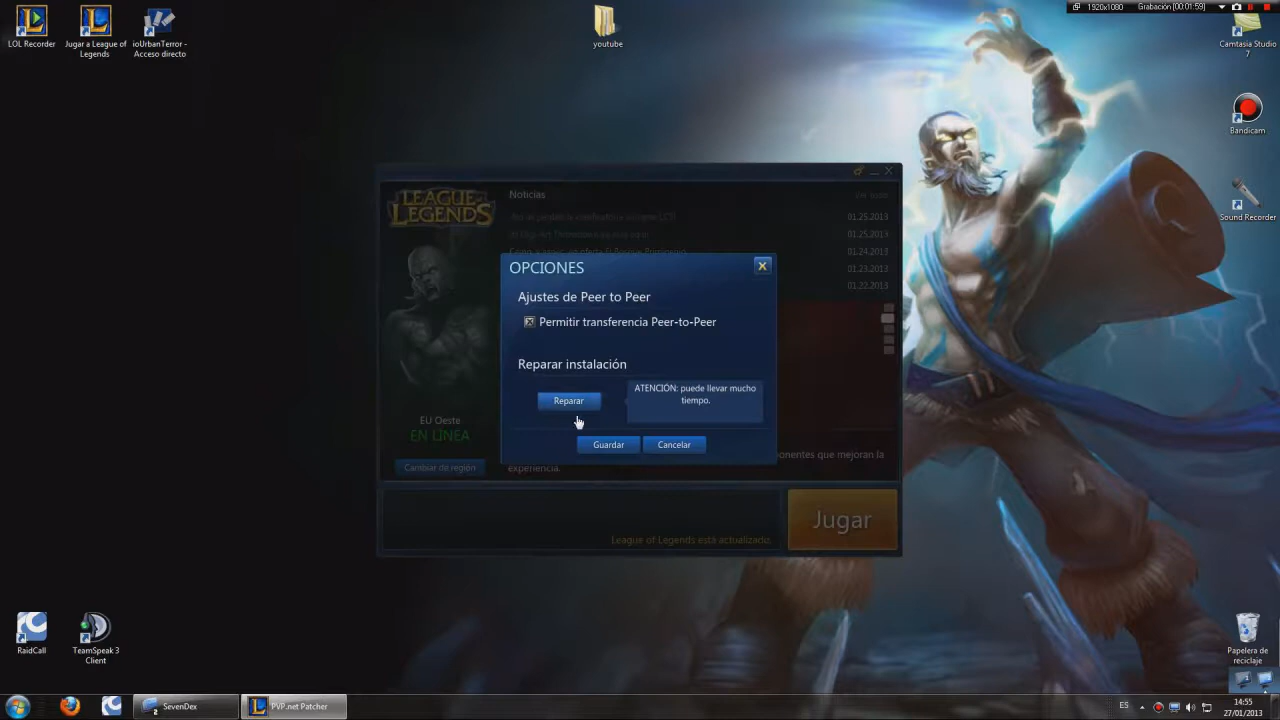 1920x1080
Grabación [00:01:59]
LOL Recorder
Jugar a League of
Legends
ioUrbanTerror -
Acceso directo
youtube
Camtasia Studio
7
Bandicam
Sound Recorder
LEAGUE of
LEGENDS
Noticias
01.25.2013
01.25.2013
01.24.2013
01.23.2013
01.22.2013
OPCIONES
Ajustes de Peer to Peer
Permitir transferencia Peer-to-Peer
Reparar instalación
Reparar
ATENCIÓN: puede llevar mucho
tiempo.
Guardar
Cancelar
EU Oeste
EN LÍNEA
Cambiar de región
que mejoran la
experiencia.
Jugar
League of Legends está actualizado.
RaidCall
TeamSpeak 3
Client
Papelera de
reciclaje
SevenDex
2
PVP.net Patcher
ES
14:55
27/01/2013